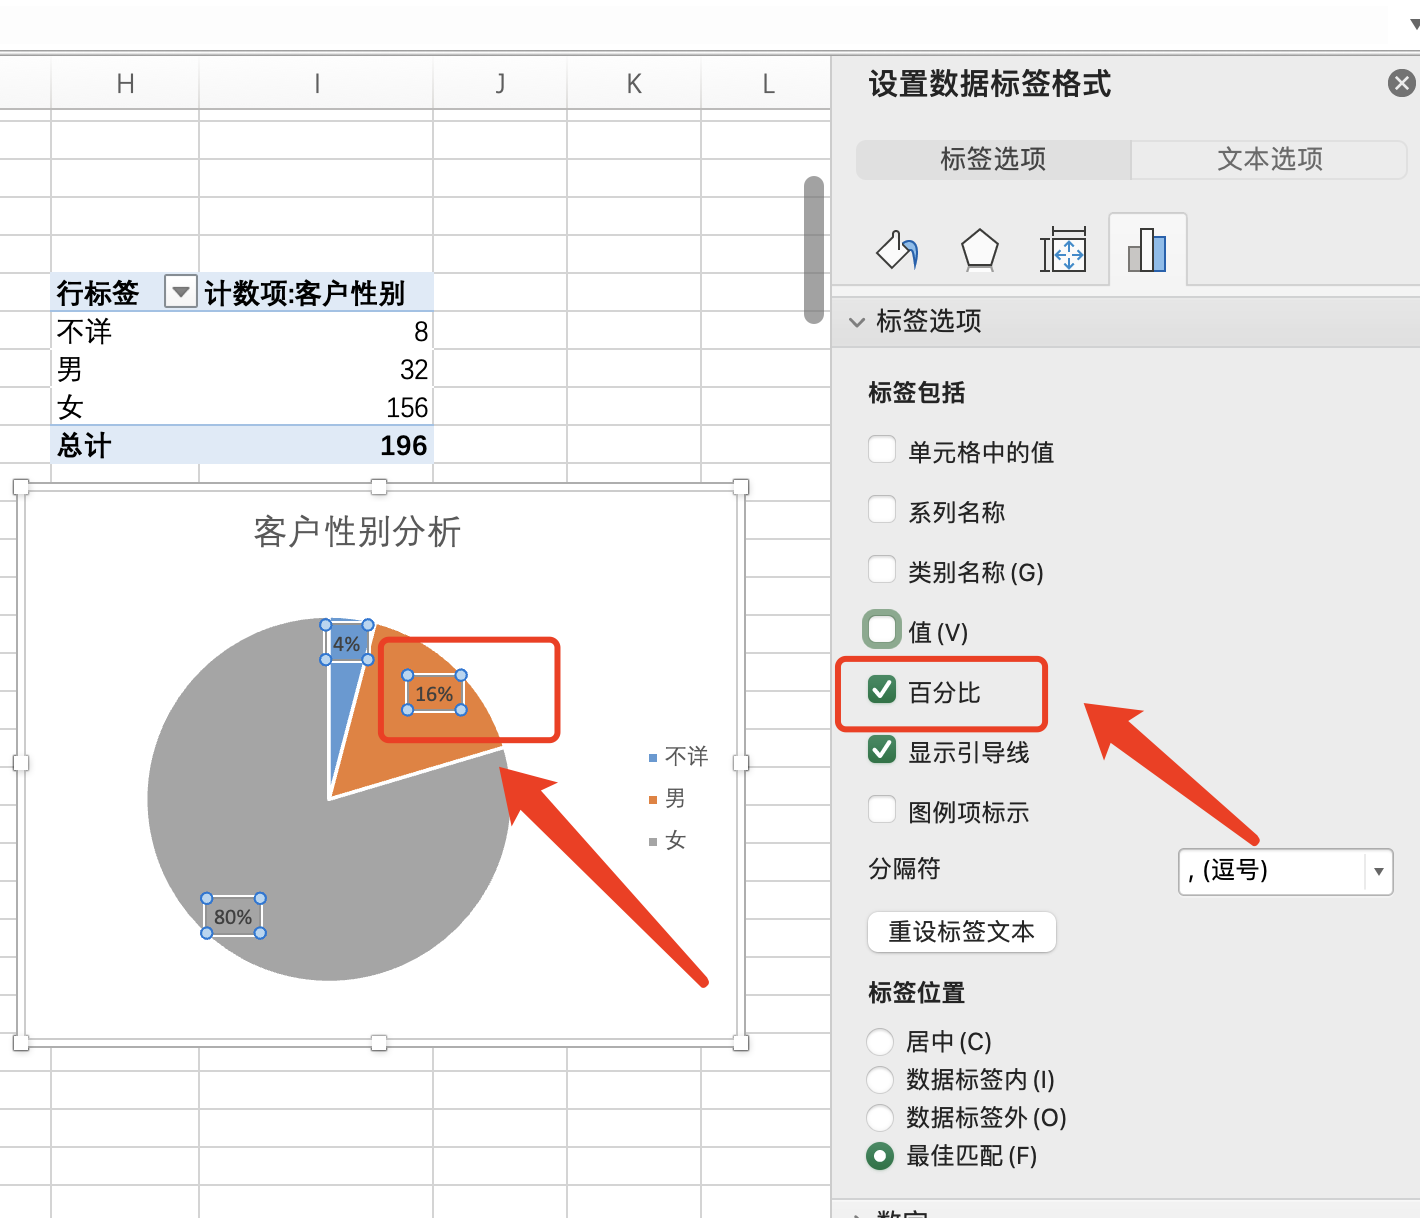 H I J K L
行标签 计数项:客户性别
不详 8
男 32
女 156
总计 196
客户性别分析
4%
16%
80%
不详
男
女
设置数据标签格式
标签选项 文本选项
标签选项
标签包括
单元格中的值
系列名称
类别名称 (G)
值 (V)
百分比
显示引导线
图例项标示
分隔符 , (逗号)
重设标签文本
标签位置
居中 (C)
数据标签内 (I)
数据标签外 (O)
最佳匹配 (F)